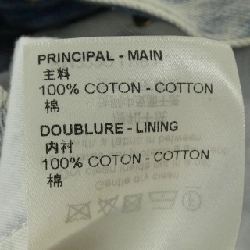 PRINCIPAL - MAIN
主料
100% COTON - COTTON
棉
DOUBLURE - LINING
内衬
100% COTON - COTTON
棉